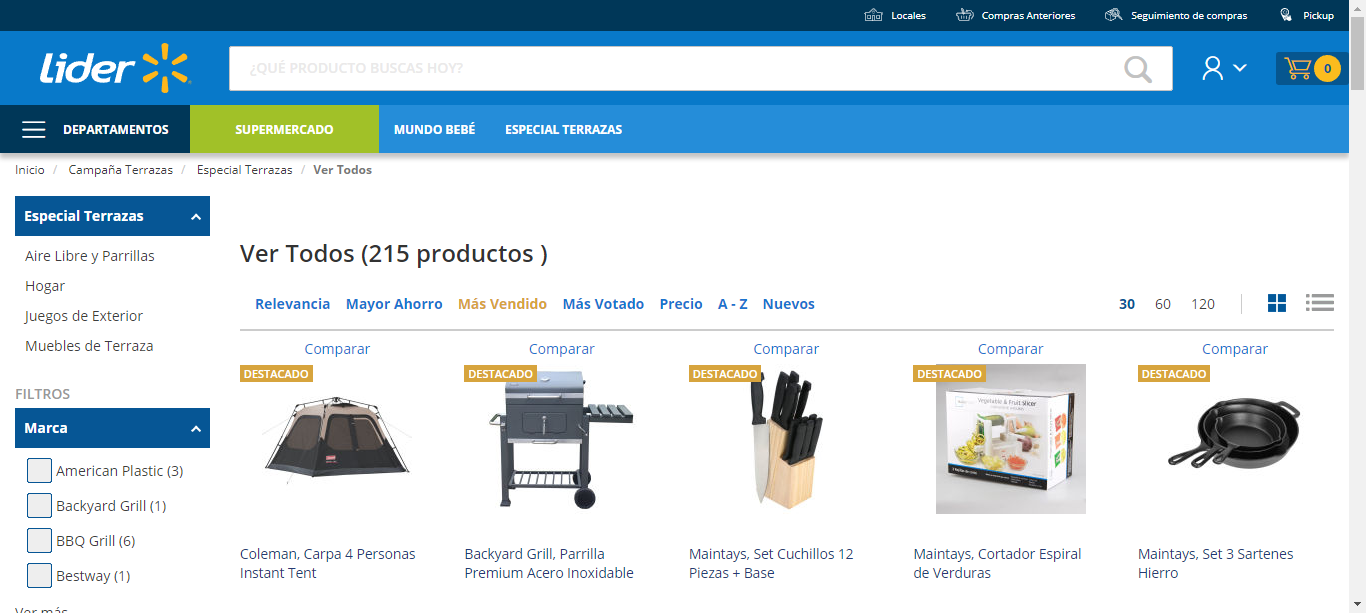 Locales Compras Anteriores Seguimiento de compras Pickup
Lider ¿QUÉ PRODUCTO BUSCAS HOY? 0
DEPARTAMENTOS SUPERMERCADO MUNDO BEBÉ ESPECIAL TERRAZAS
Inicio / Campaña Terrazas / Especial Terrazas / Ver Todos
Especial Terrazas
Aire Libre y Parrillas
Hogar
Juegos de Exterior
Muebles de Terraza
FILTROS
Marca
American Plastic (3)
Backyard Grill (1)
BBQ Grill (6)
Bestway (1)
Ver más
Ver Todos (215 productos )
Relevancia Mayor Ahorro Más Vendido Más Votado Precio A - Z Nuevos 30 60 120
Comparar Comparar Comparar Comparar Comparar
DESTACADO DESTACADO DESTACADO DESTACADO DESTACADO
Vegetable & Fruit Slicer
Coleman, Carpa 4 Personas
Instant Tent
Backyard Grill, Parrilla
Premium Acero Inoxidable
Maintays, Set Cuchillos 12
Piezas + Base
Maintays, Cortador Espiral
de Verduras
Maintays, Set 3 Sartenes
Hierro